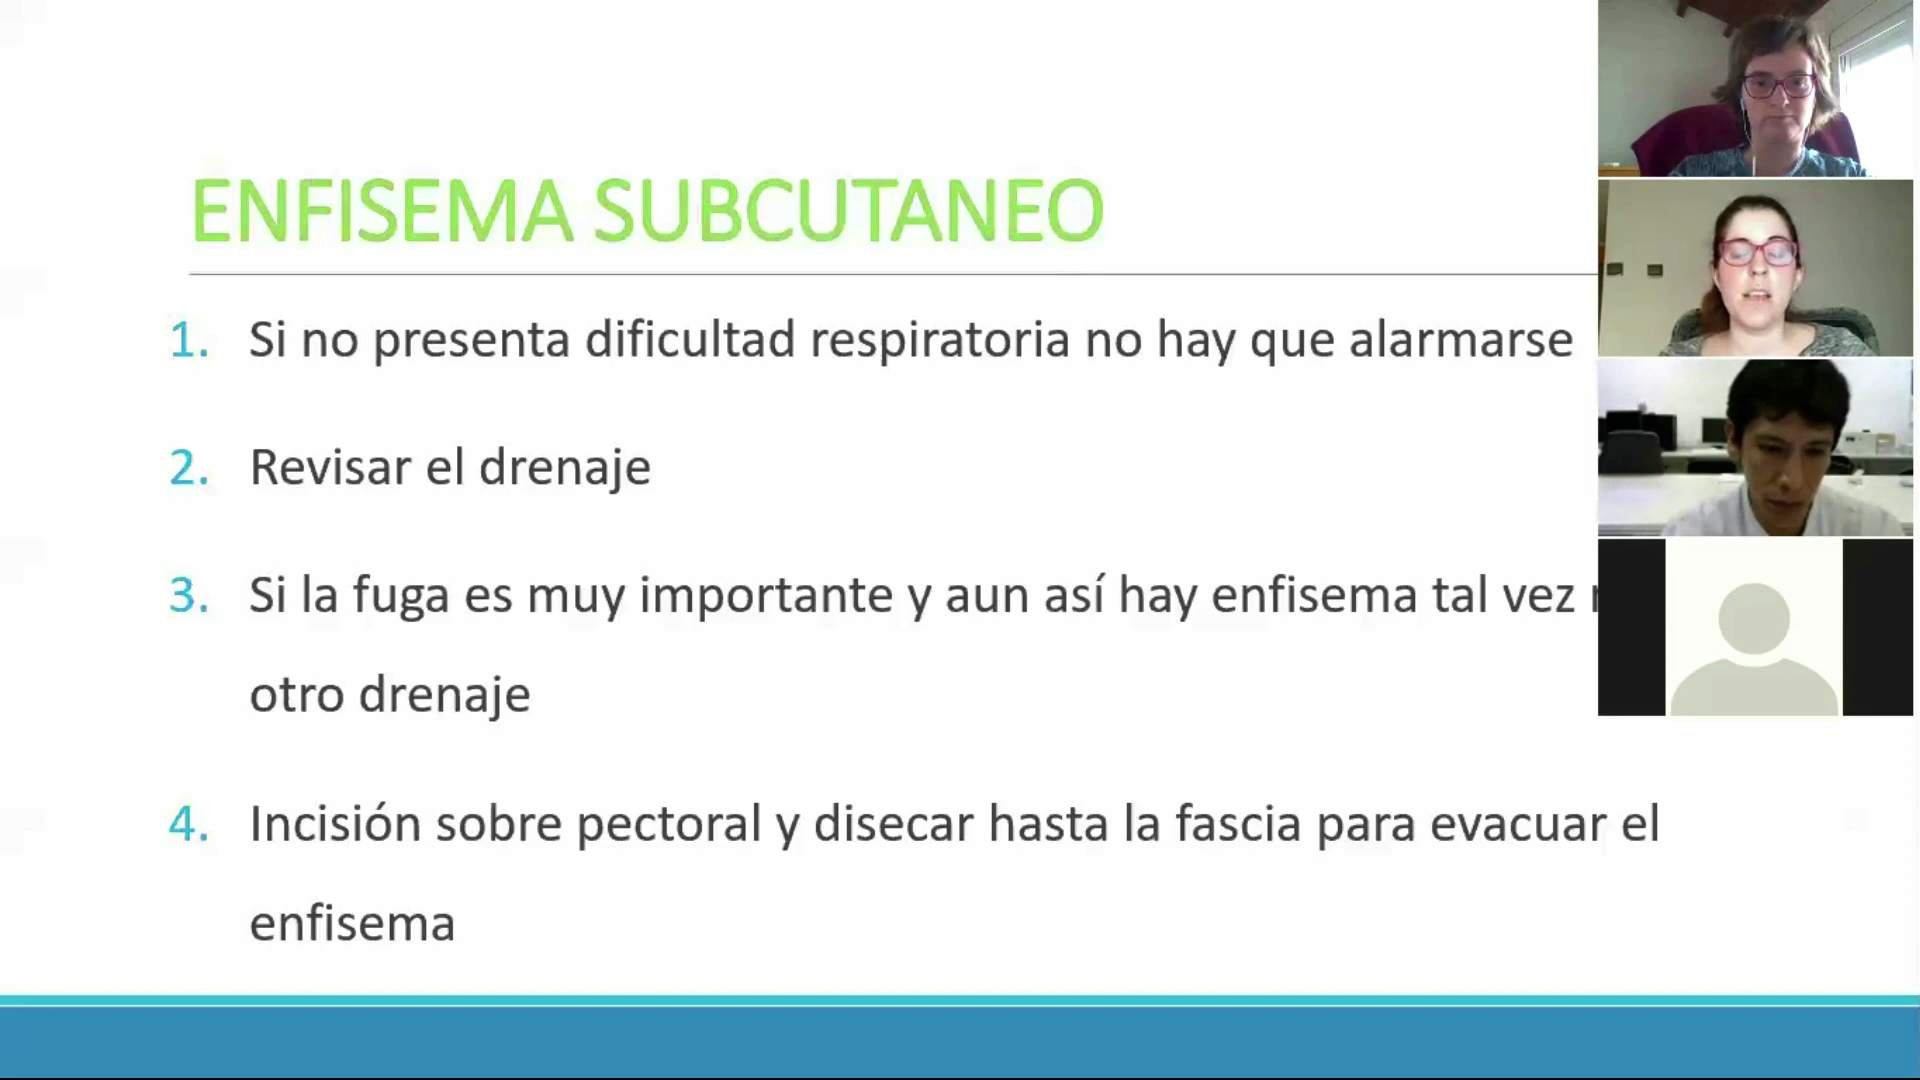 ENFISEMA SUBCUTANEO
1. Si no presenta dificultad respiratoria no hay que alarmarse
2. Revisar el drenaje
3. Si la fuga es muy importante y aun así hay enfisema tal vez
otro drenaje
4. Incisión sobre pectoral y disecar hasta la fascia para evacuar el
enfisema